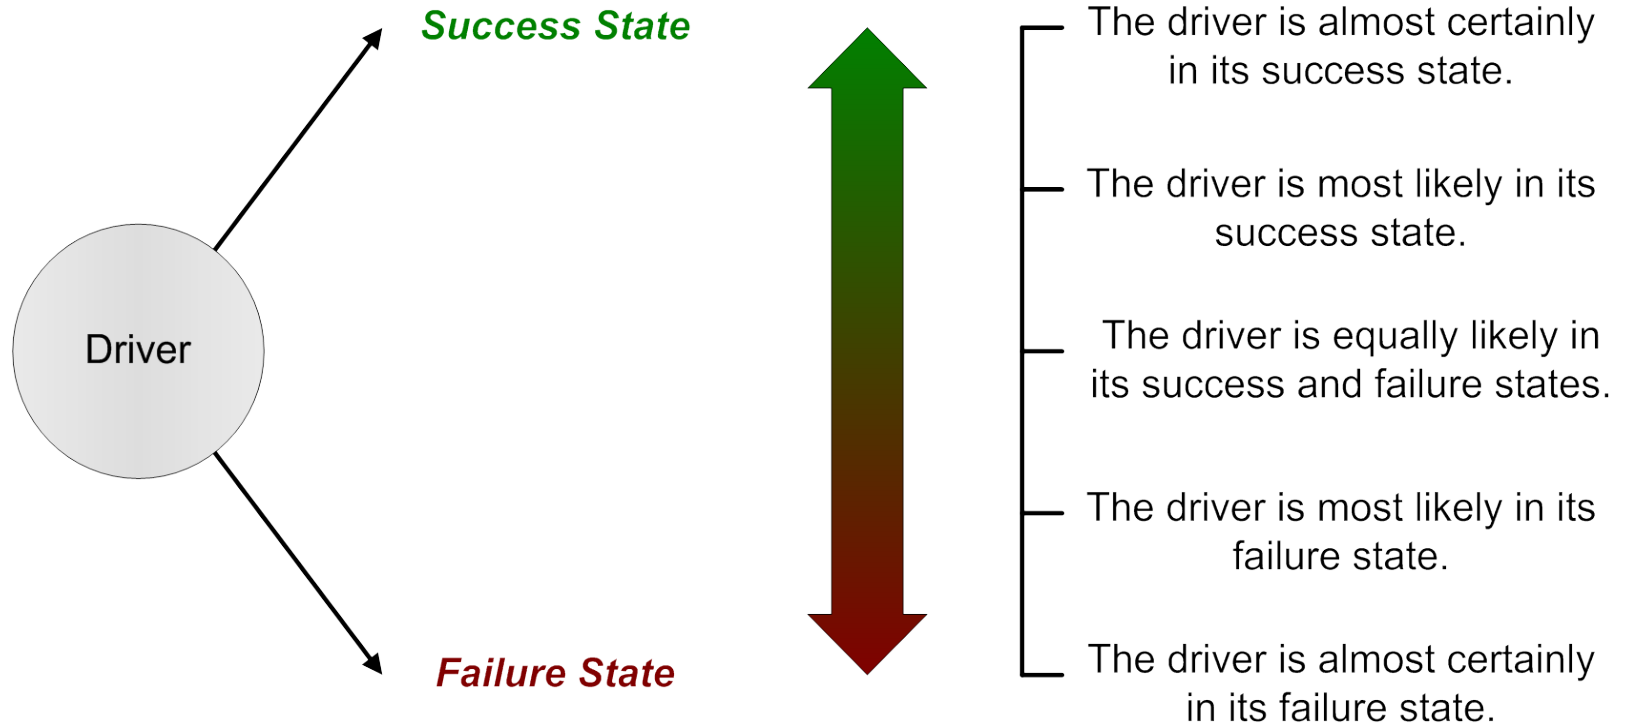 Success State
Driver
Failure State
The driver is almost certainly
in its success state.
The driver is most likely in its
success state.
The driver is equally likely in
its success and failure states.
The driver is most likely in its
failure state.
The driver is almost certainly
in its failure state.